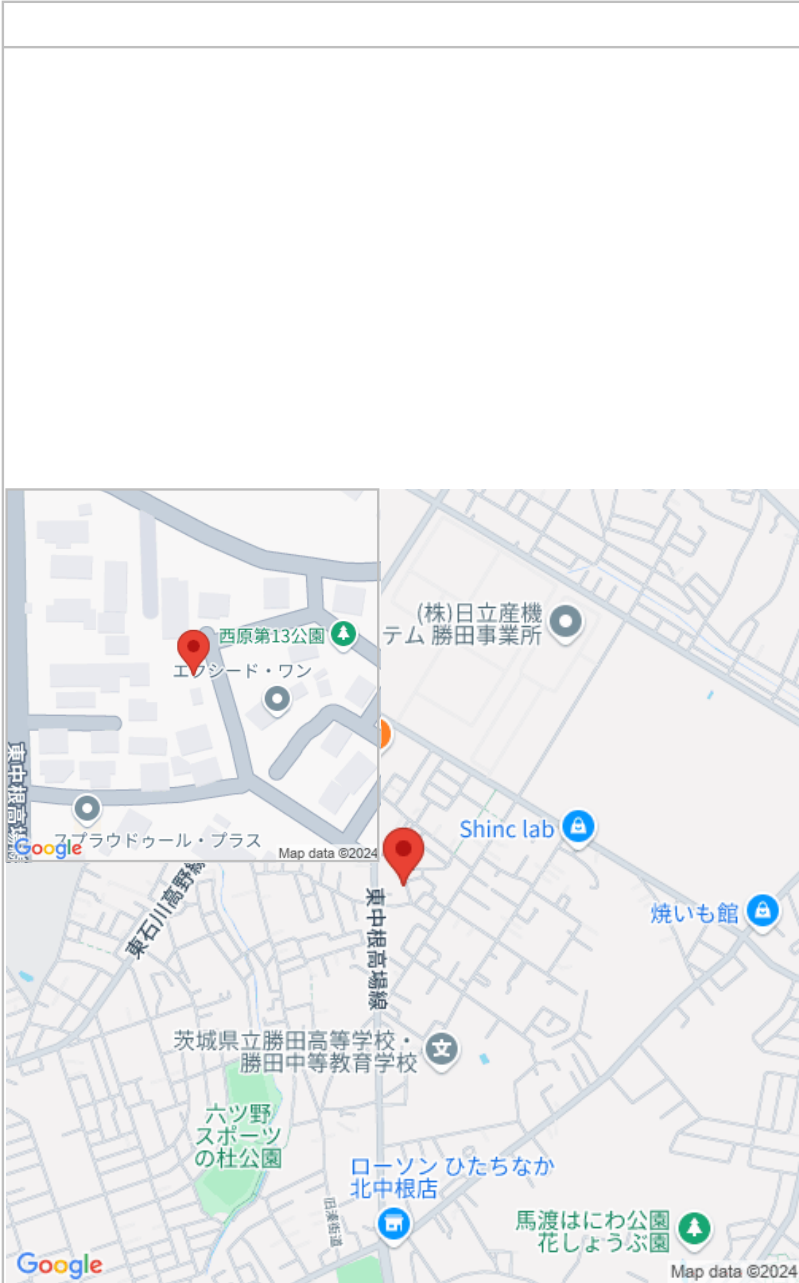 西原第13公園
エクシード・ワン
東中根高場線
スプラウドゥール・プラス
Google
Map data ©2024
(株)日立産機
テム 勝田事業所
Shinc lab
焼いも館
東石川高野線
東中根高場線
茨城県立勝田高等学校・
勝田中等教育学校
六ツ野
スポーツ
の杜公園
ローソン ひたちなか
北中根店
旧湊街道
馬渡はにわ公園
花しょうぶ園
Google
Map data ©2024